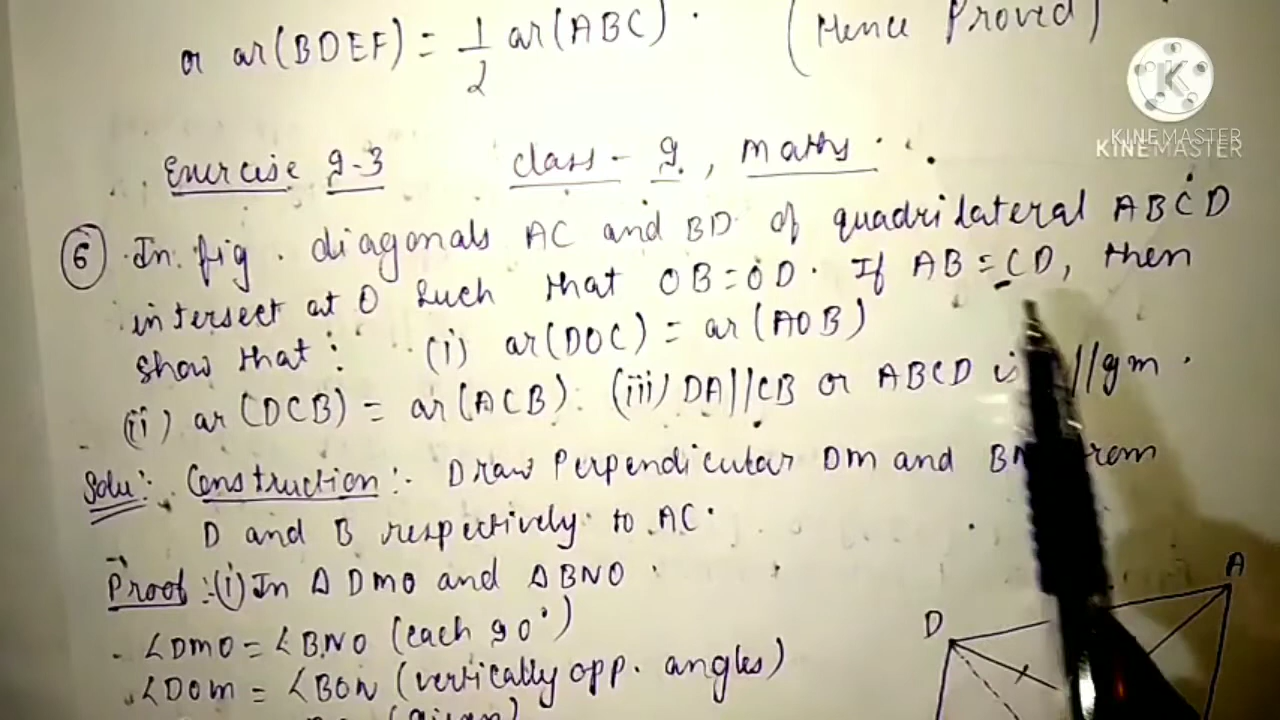 or ar(BDEF) = 1/2 ar(ABC). (Hence Proved)
KINEMASTER
KINEMASTER
Exercise 9-3 class - 9, Maths.
(6) In fig. diagonals AC and BD of quadrilateral ABCD
intersect at O such that OB=OD. If AB=CD, then
show that: (i) ar(DOC) = ar(AOB)
(ii) ar(DCB) = ar(ACB). (iii) DA||CB or ABCD is ||gm.
Solu: Construction:- Draw Perpendicular DM and
D and B respectively to AC.
Proof:(i) In Δ DMO and ΔBNO
∠DMO = ∠BNO (each 90°)
∠DOM = ∠BON (vertically opp. angles)
(given)
A
D